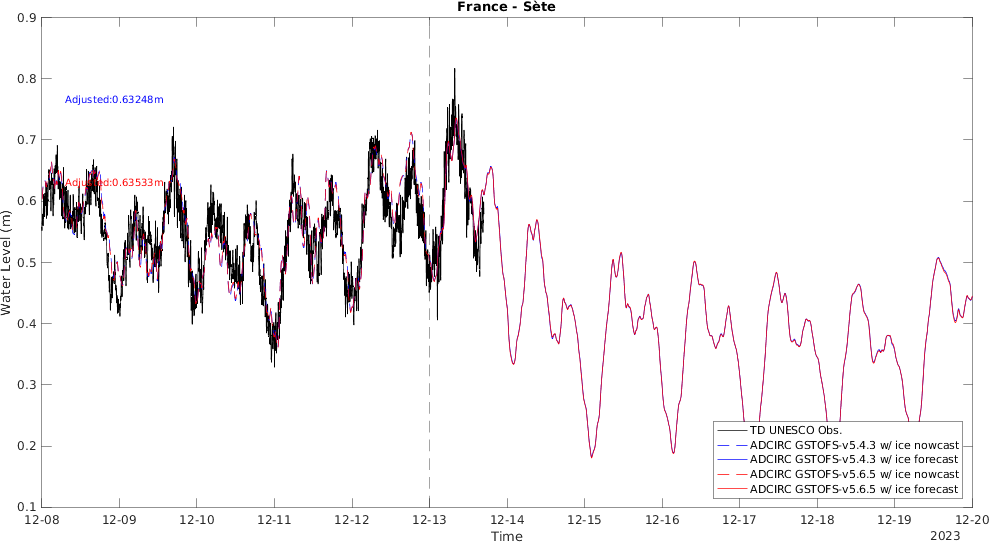 France - Sète
0.9
0.8
0.7
0.6
0.5
0.4
0.3
0.2
0.1
Water Level (m)
Adjusted:0.63248m
Adjusted:0.63533m
TD UNESCO Obs.
ADCIRC GSTOFS-v5.4.3 w/ ice nowcast
ADCIRC GSTOFS-v5.4.3 w/ ice forecast
ADCIRC GSTOFS-v5.6.5 w/ ice nowcast
ADCIRC GSTOFS-v5.6.5 w/ ice forecast
12-08 12-09 12-10 12-11 12-12 12-13 12-14 12-15 12-16 12-17 12-18 12-19 12-20
Time
2023